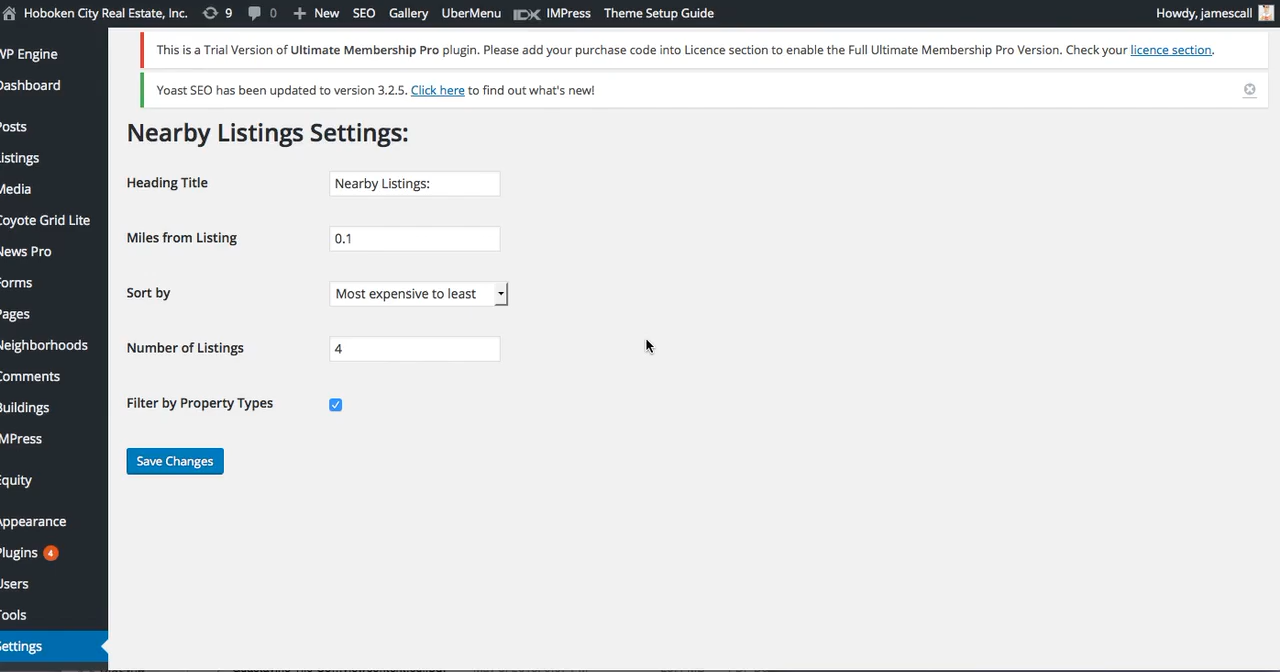 Hoboken City Real Estate, Inc. 9 0 New SEO Gallery UberMenu IDX IMPress Theme Setup Guide Howdy, jamescall
WP Engine
Dashboard
Posts
Listings
Media
Coyote Grid Lite
News Pro
Forms
Pages
Neighborhoods
Comments
Buildings
IMPress
Equity
Appearance
Plugins 4
Users
Tools
Settings
This is a Trial Version of Ultimate Membership Pro plugin. Please add your purchase code into Licence section to enable the Full Ultimate Membership Pro Version. Check your licence section.
Yoast SEO has been updated to version 3.2.5. Click here to find out what's new!
Nearby Listings Settings:
Heading Title Nearby Listings:
Miles from Listing 0.1
Sort by Most expensive to least
Number of Listings 4
Filter by Property Types
Save Changes